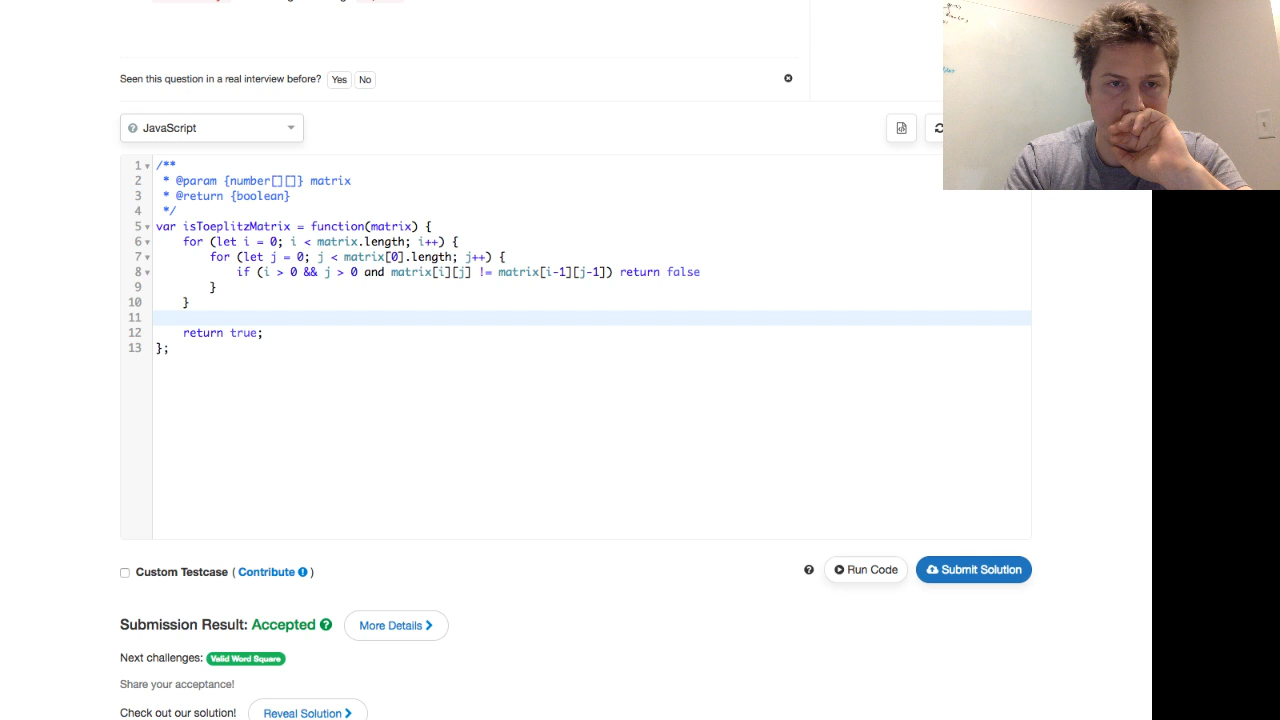 Seen this question in a real interview before? Yes No
JavaScript
1 /**
2 * @param {number[][]} matrix
3 * @return {boolean}
4 */
5 var isToeplitzMatrix = function(matrix) {
6 for (let i = 0; i < matrix.length; i++) {
7 for (let j = 0; j < matrix[0].length; j++) {
8 if (i > 0 && j > 0 and matrix[i][j] != matrix[i-1][j-1]) return false
9 }
10 }
11
12 return true;
13 };
Custom Testcase ( Contribute )
Run Code
Submit Solution
Submission Result: Accepted
More Details
Next challenges: Valid Word Square
Share your acceptance!
Check out our solution!
Reveal Solution